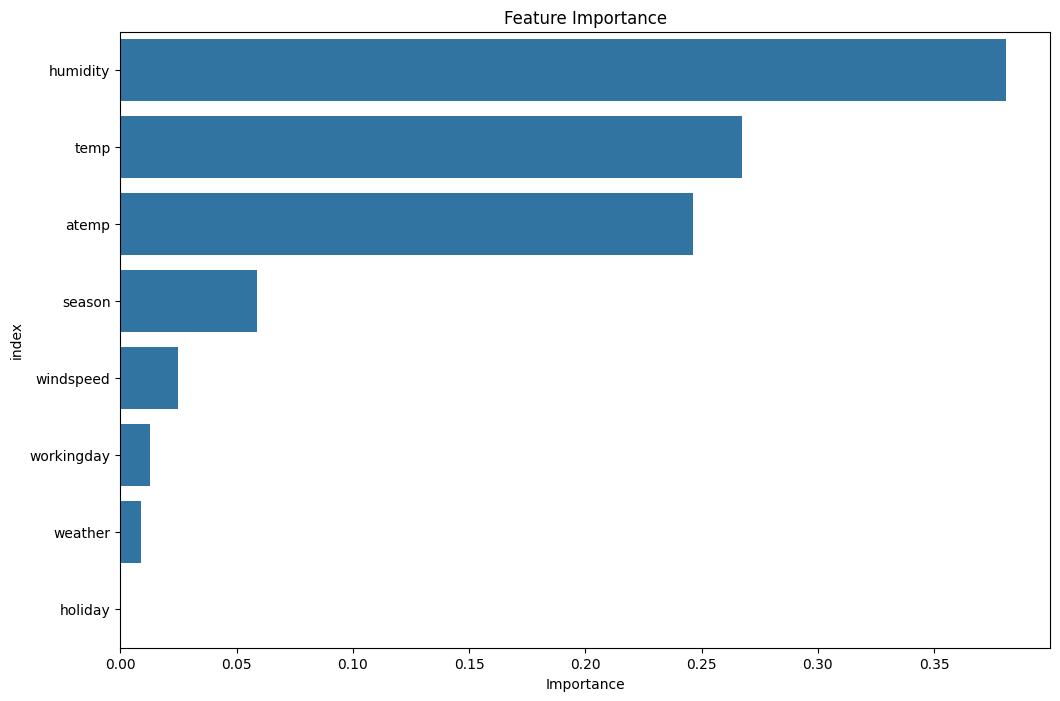 Feature Importance
humidity
temp
atemp
season
windspeed
workingday
weather
holiday
index
0.00 0.05 0.10 0.15 0.20 0.25 0.30 0.35
Importance